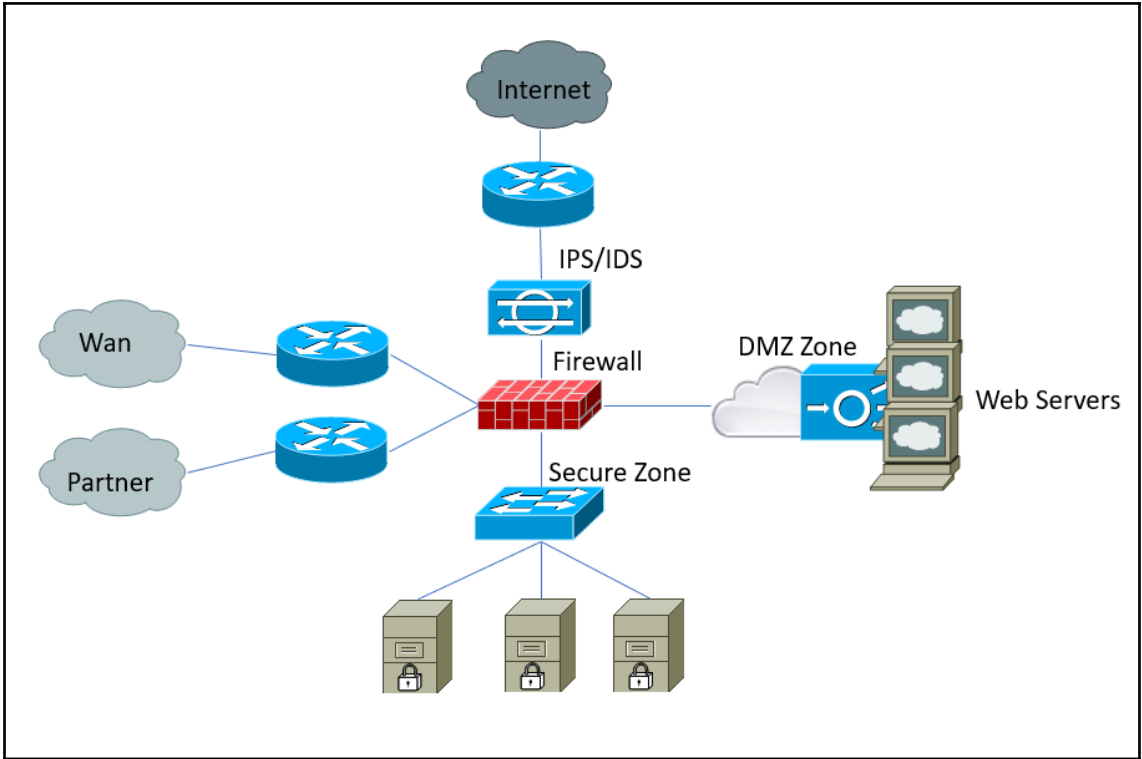 Internet
IPS/IDS
Wan
Firewall
DMZ Zone
Web Servers
Partner
Secure Zone